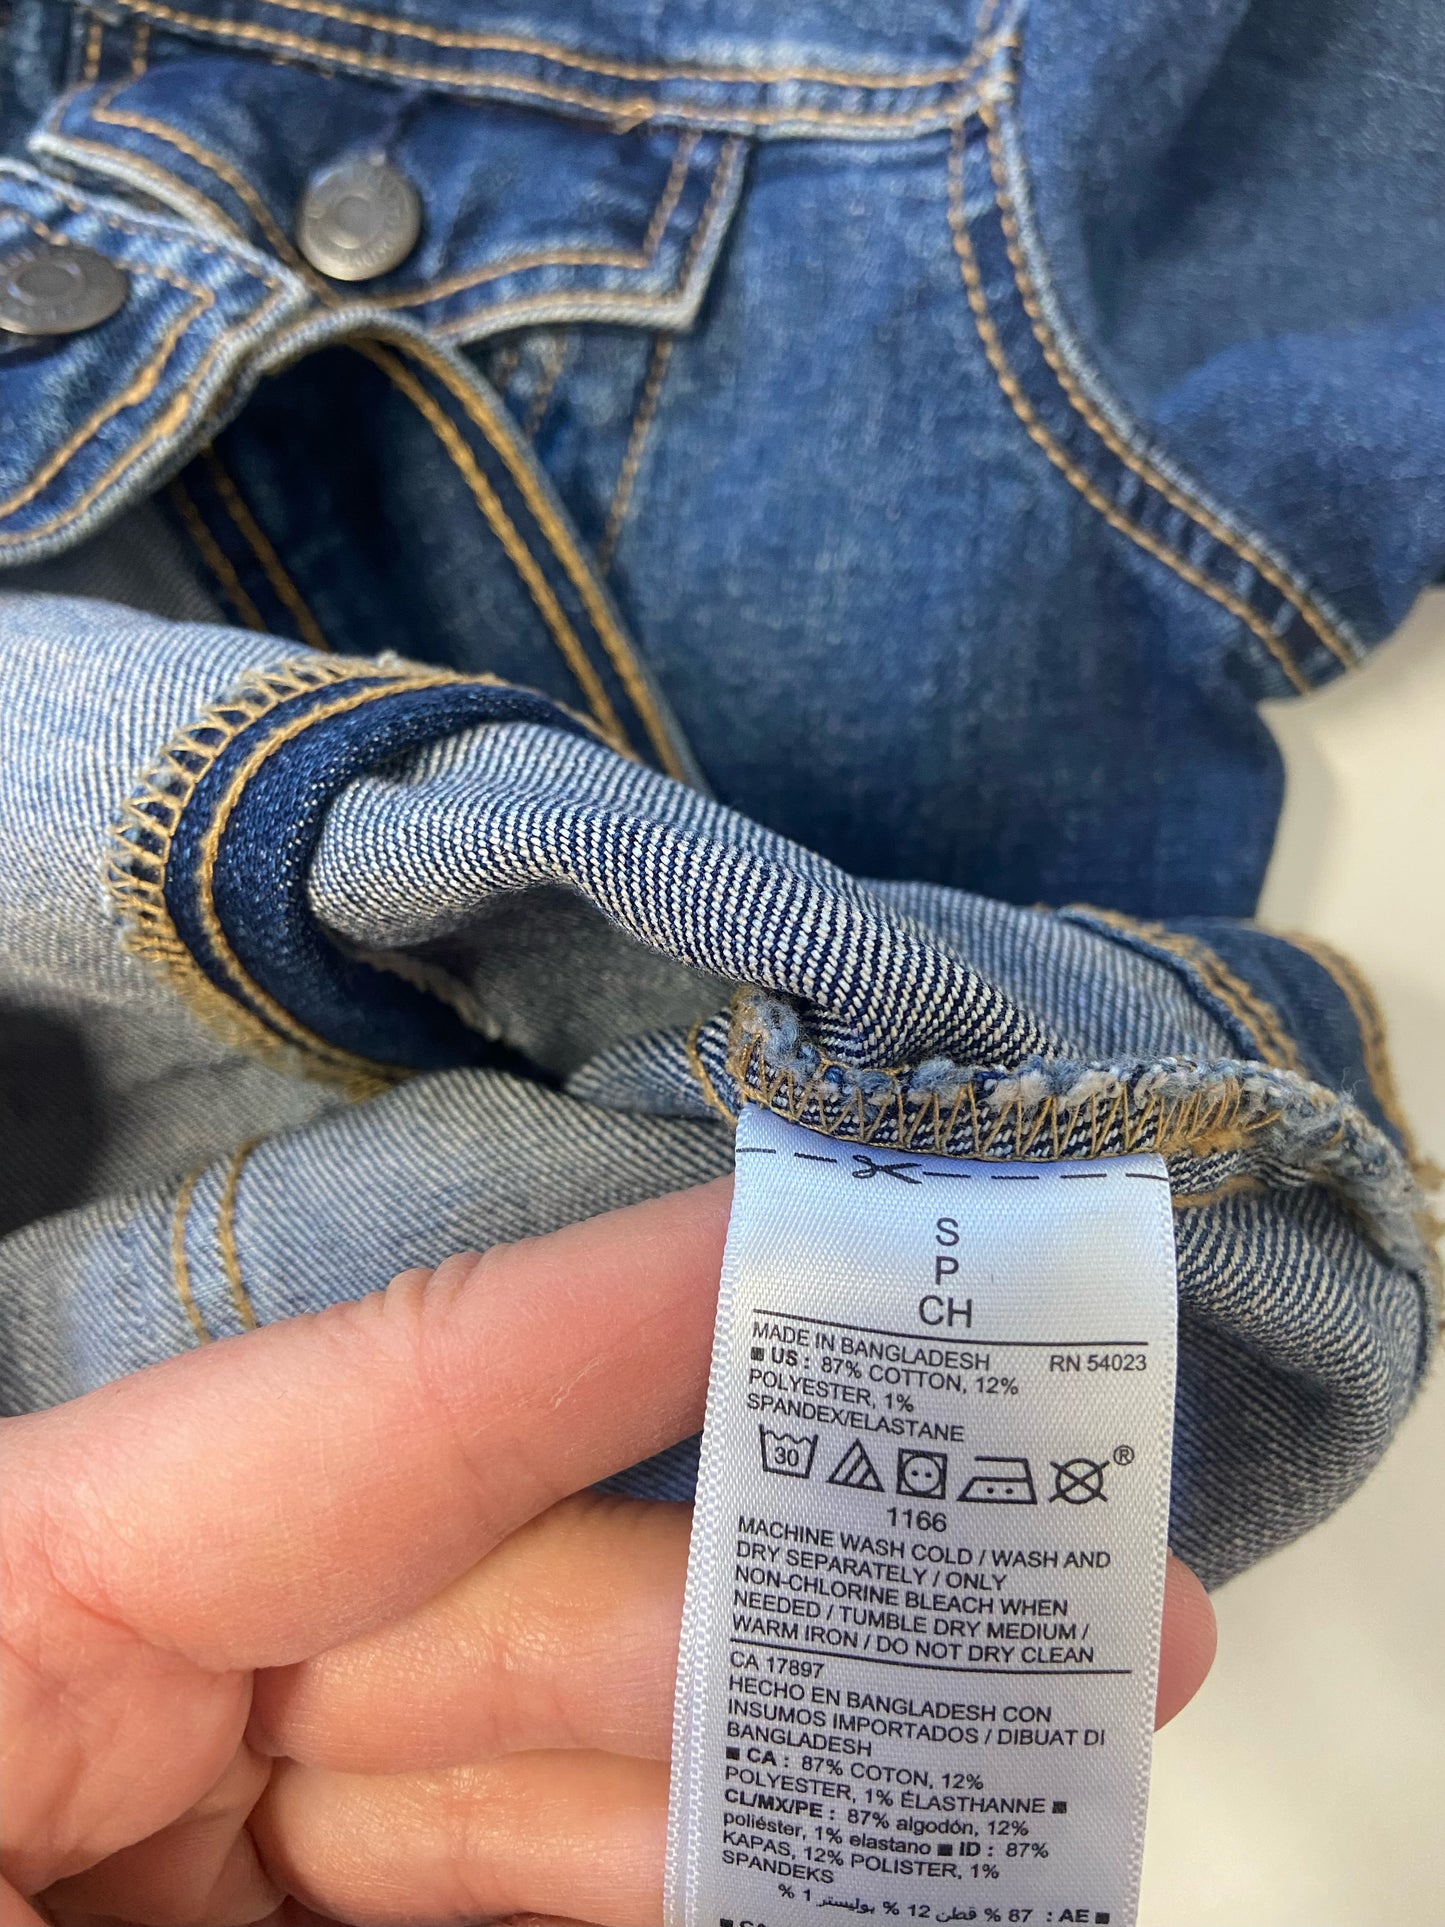 S
P
CH
MADE IN BANGLADESH RN 54023
■ US : 87% COTTON, 12%
POLYESTER, 1%
SPANDEX/ELASTANE
30 ®
1166
MACHINE WASH COLD / WASH AND
DRY SEPARATELY / ONLY
NON-CHLORINE BLEACH WHEN
NEEDED / TUMBLE DRY MEDIUM /
WARM IRON / DO NOT DRY CLEAN
CA 17897
HECHO EN BANGLADESH CON
INSUMOS IMPORTADOS / DIBUAT DI
BANGLADESH
■ CA : 87% COTON, 12%
POLYESTER, 1% ÉLASTHANNE ■
CL/MX/PE : 87% algodón, 12%
poliéster, 1% elastano ■ ID : 87%
KAPAS, 12% POLISTER, 1%
SPANDEKS
■ AE : 87 % قطن 12 % بوليستر 1 %